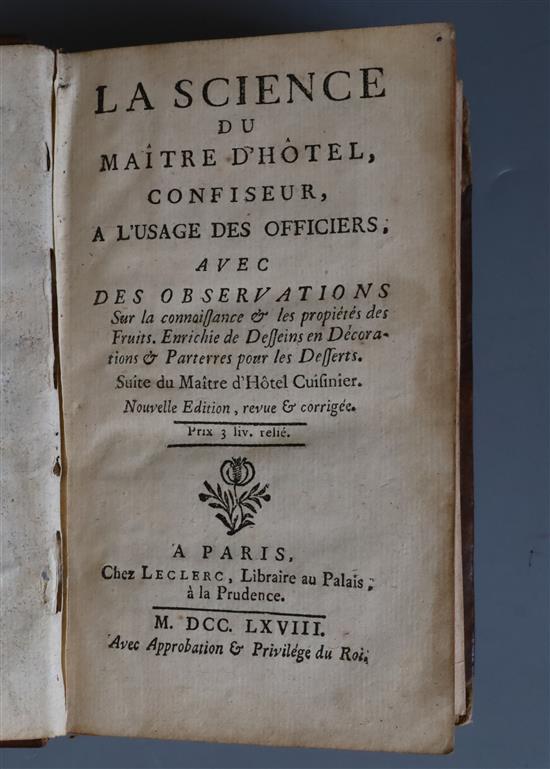 LA SCIENCE
DU
MAÎTRE D'HÔTEL,
CONFISEUR,
A L'USAGE DES OFFICIERS;
AVEC
DES OBSERVATIONS
Sur la connoiſſance & les propiétés des
Fruits. Enrichie de Deſſeins en Décora-
tions & Parterres pour les Deſſerts.
Suite du Maître d'Hôtel Cuiſinier.
Nouvelle Edition, revue & corrigée.
Prix 3 liv. relié.
A PARIS,
Chez LECLERC, Libraire au Palais;
à la Prudence.
M. DCC. LXVIII.
Avec Approbation & Privilége du Roi.